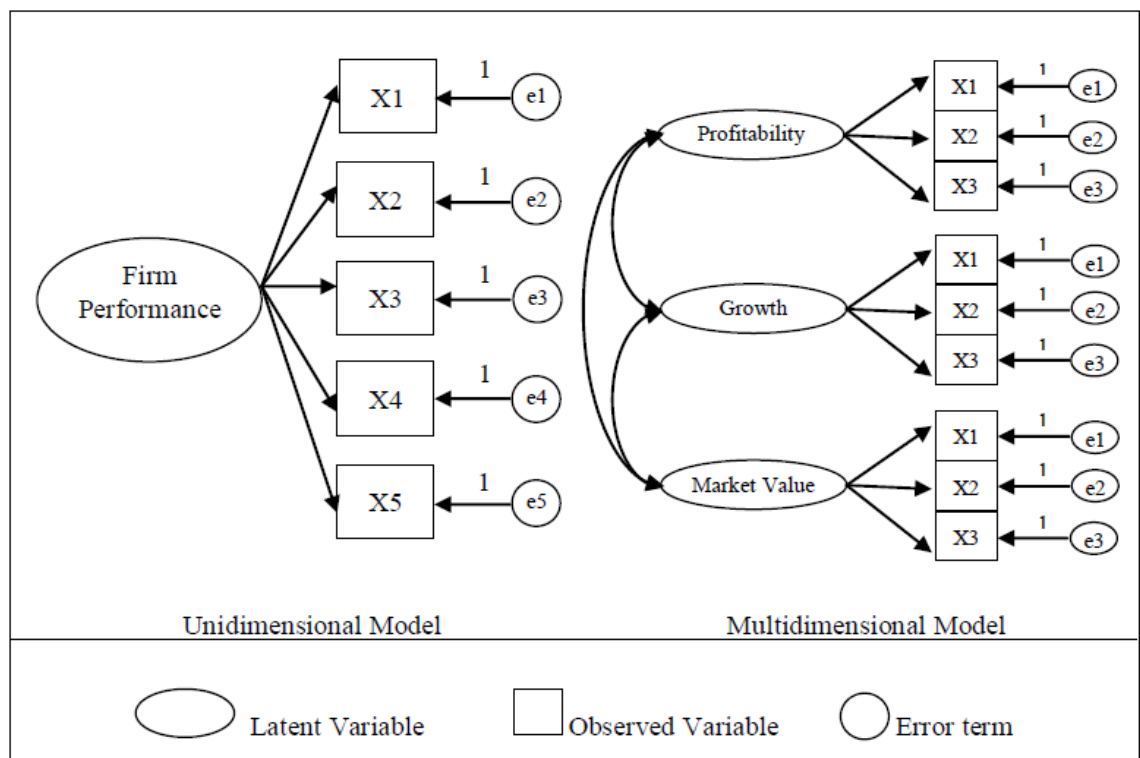 X1
1
e1
X2
1
e2
Firm
Performance
X3
1
e3
X4
1
e4
X5
1
e5
Unidimensional Model
Profitability
X1
1
e1
X2
1
e2
X3
1
e3
Growth
X1
1
e1
X2
1
e2
X3
1
e3
Market Value
X1
1
e1
X2
1
e2
X3
1
e3
Multidimensional Model
Latent Variable
Observed Variable
Error term